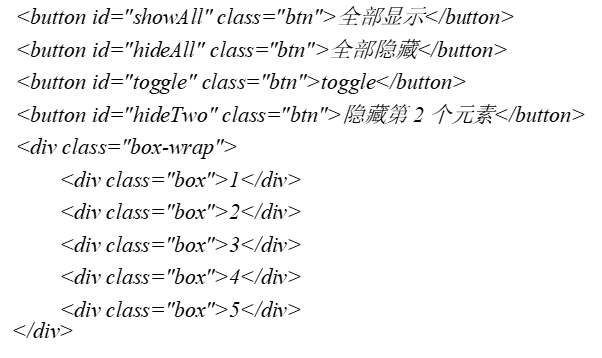 <button id="showAll" class="btn">全部显示</button>
<button id="hideAll" class="btn">全部隐藏</button>
<button id="toggle" class="btn">toggle</button>
<button id="hideTwo" class="btn">隐藏第 2 个元素</button>
<div class="box-wrap">
<div class="box">1</div>
<div class="box">2</div>
<div class="box">3</div>
<div class="box">4</div>
<div class="box">5</div>
</div>